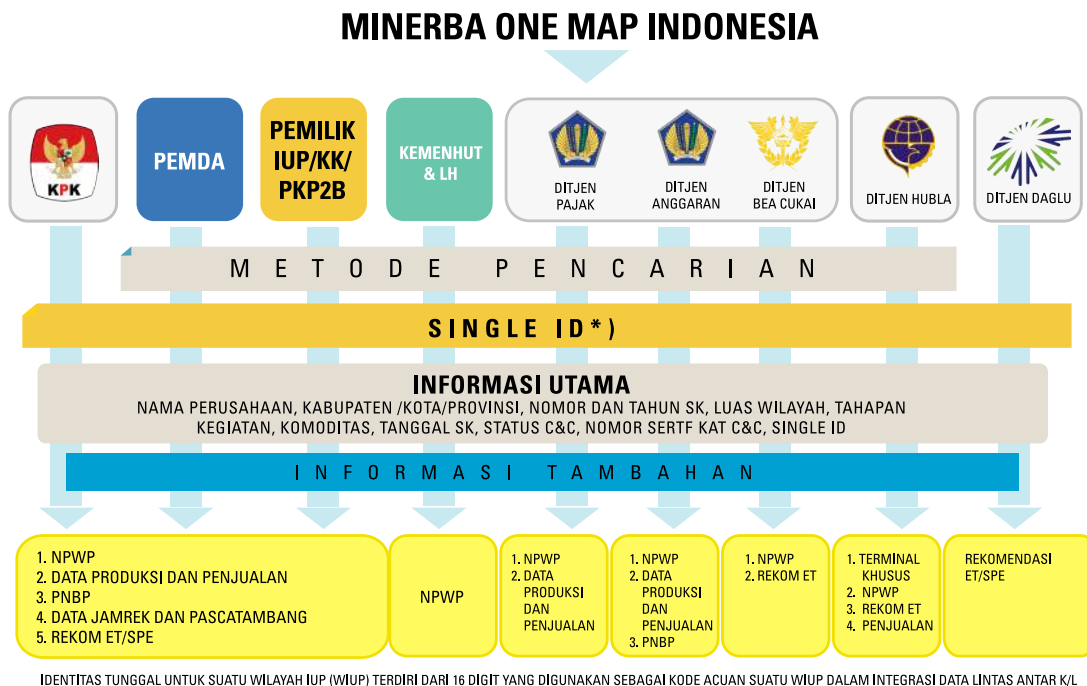 MINERBA ONE MAP INDONESIA
KPK
PEMDA
PEMILIK
IUP/KK/
PKP2B
KEMENHUT
& LH
DITJEN
PAJAK
DITJEN
ANGGARAN
DITJEN
BEA CUKAI
DITJEN HUBLA
DITJEN DAGLU
METODE PENCARIAN
SINGLE ID*)
INFORMASI UTAMA
NAMA PERUSAHAAN, KABUPATEN /KOTA/PROVINSI, NOMOR DAN TAHUN SK, LUAS WILAYAH, TAHAPAN
KEGIATAN, KOMODITAS, TANGGAL SK, STATUS C&C, NOMOR SERTF KAT C&C, SINGLE ID
INFORMASI TAMBAHAN
1. NPWP
2. DATA PRODUKSI DAN PENJUALAN
3. PNBP
4. DATA JAMREK DAN PASCATAMBANG
5. REKOM ET/SPE
NPWP
1. NPWP
2. DATA
PRODUKSI
DAN
PENJUALAN
1. NPWP
2. DATA
PRODUKSI
DAN
PENJUALAN
3. PNBP
1. NPWP
2. REKOM ET
1. TERMINAL
KHUSUS
2. NPWP
3. REKOM ET
4. PENJUALAN
REKOMENDASI
ET/SPE
IDENTITAS TUNGGAL UNTUK SUATU WILAYAH IUP (WIUP) TERDIRI DARI 16 DIGIT YANG DIGUNAKAN SEBAGAI KODE ACUAN SUATU WIUP DALAM INTEGRASI DATA LINTAS ANTAR K/L